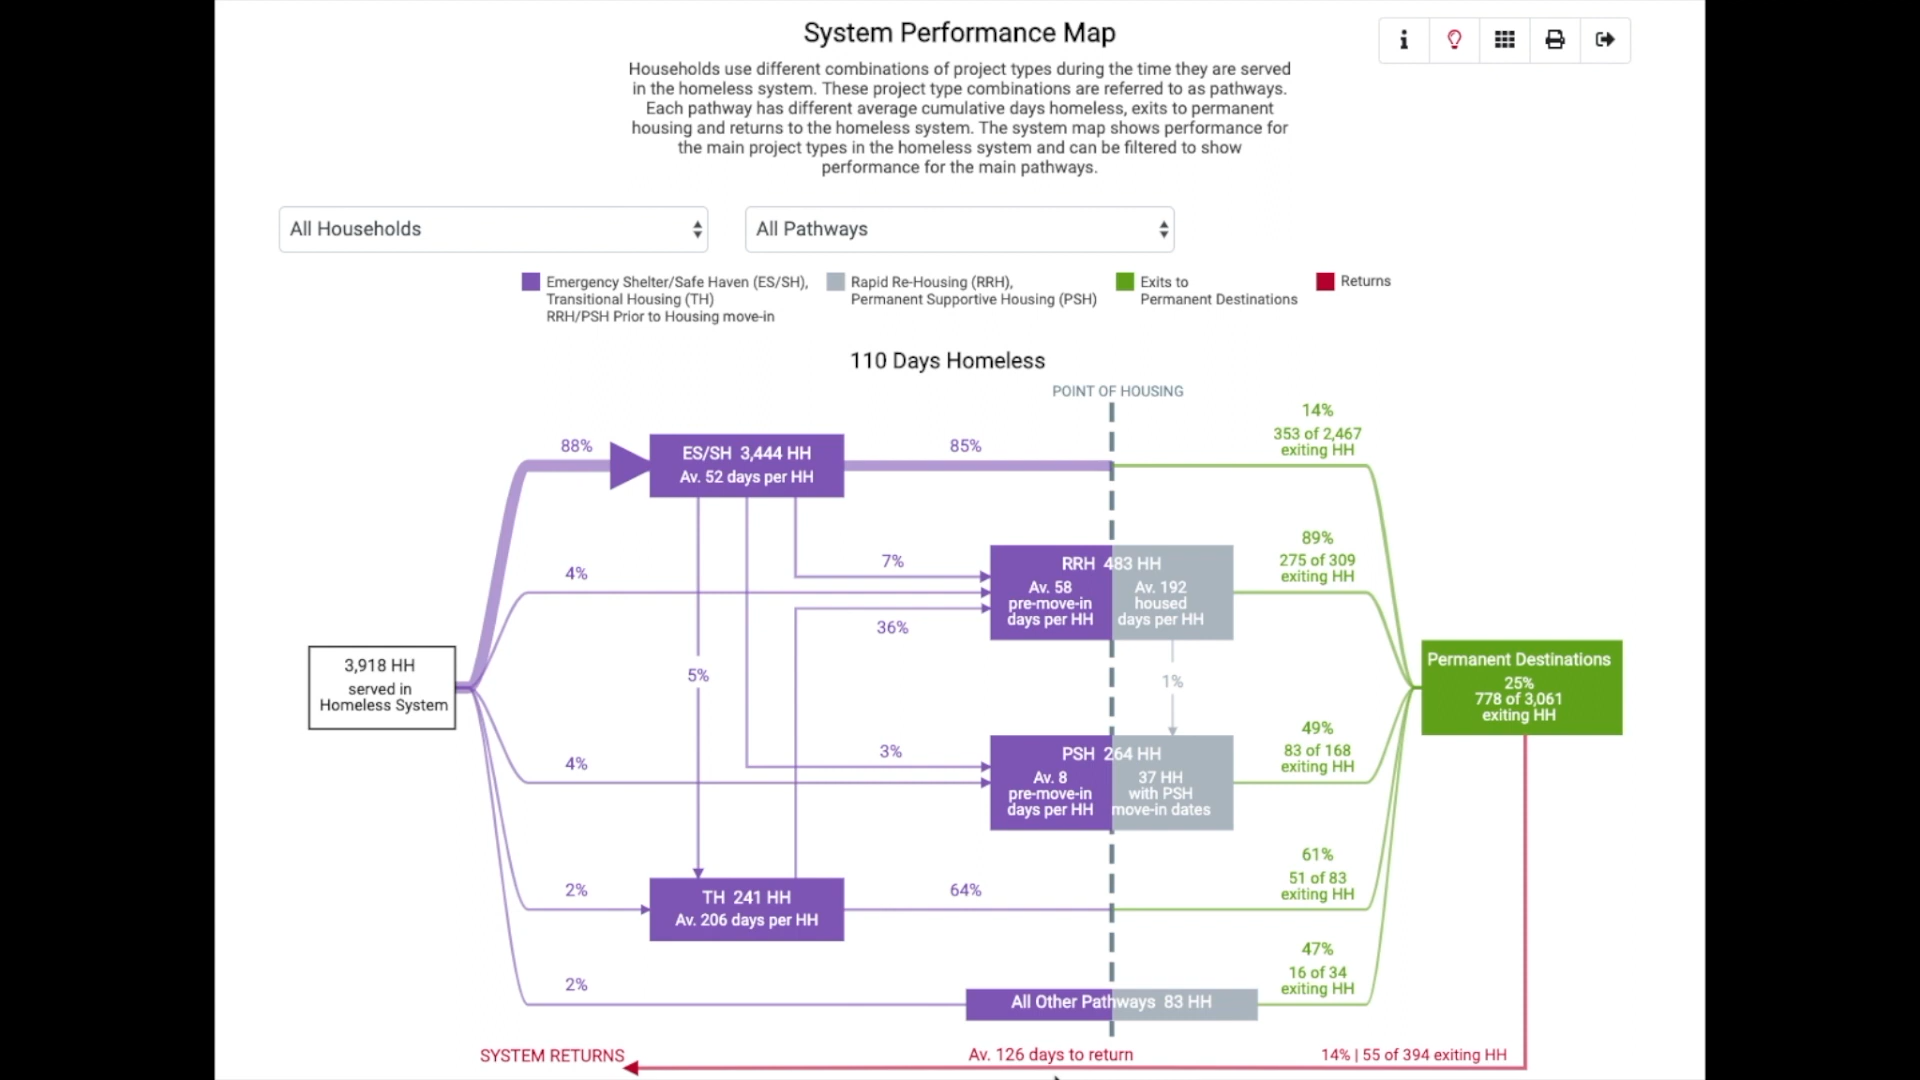 System Performance Map
Households use different combinations of project types during the time they are served
in the homeless system. These project type combinations are referred to as pathways.
Each pathway has different average cumulative days homeless, exits to permanent
housing and returns to the homeless system. The system map shows performance for
the main project types in the homeless system and can be filtered to show
performance for the main pathways.
All Households
All Pathways
Emergency Shelter/Safe Haven (ES/SH),
Transitional Housing (TH)
RRH/PSH Prior to Housing move-in
Rapid Re-Housing (RRH),
Permanent Supportive Housing (PSH)
Exits to
Permanent Destinations
Returns
110 Days Homeless
POINT OF HOUSING
88%
ES/SH 3,444 HH
Av. 52 days per HH
85%
14%
353 of 2,467
exiting HH
4%
7%
36%
RRH 483 HH
Av. 58
pre-move-in
days per HH
Av. 192
housed
days per HH
89%
275 of 309
exiting HH
3,918 HH
served in
Homeless System
5%
1%
Permanent Destinations
25%
778 of 3,061
exiting HH
4%
3%
PSH 264 HH
Av. 8
pre-move-in
days per HH
37 HH
with PSH
move-in dates
49%
83 of 168
exiting HH
2%
TH 241 HH
Av. 206 days per HH
64%
61%
51 of 83
exiting HH
2%
All Other Pathways 83 HH
47%
16 of 34
exiting HH
SYSTEM RETURNS
Av. 126 days to return
14% | 55 of 394 exiting HH